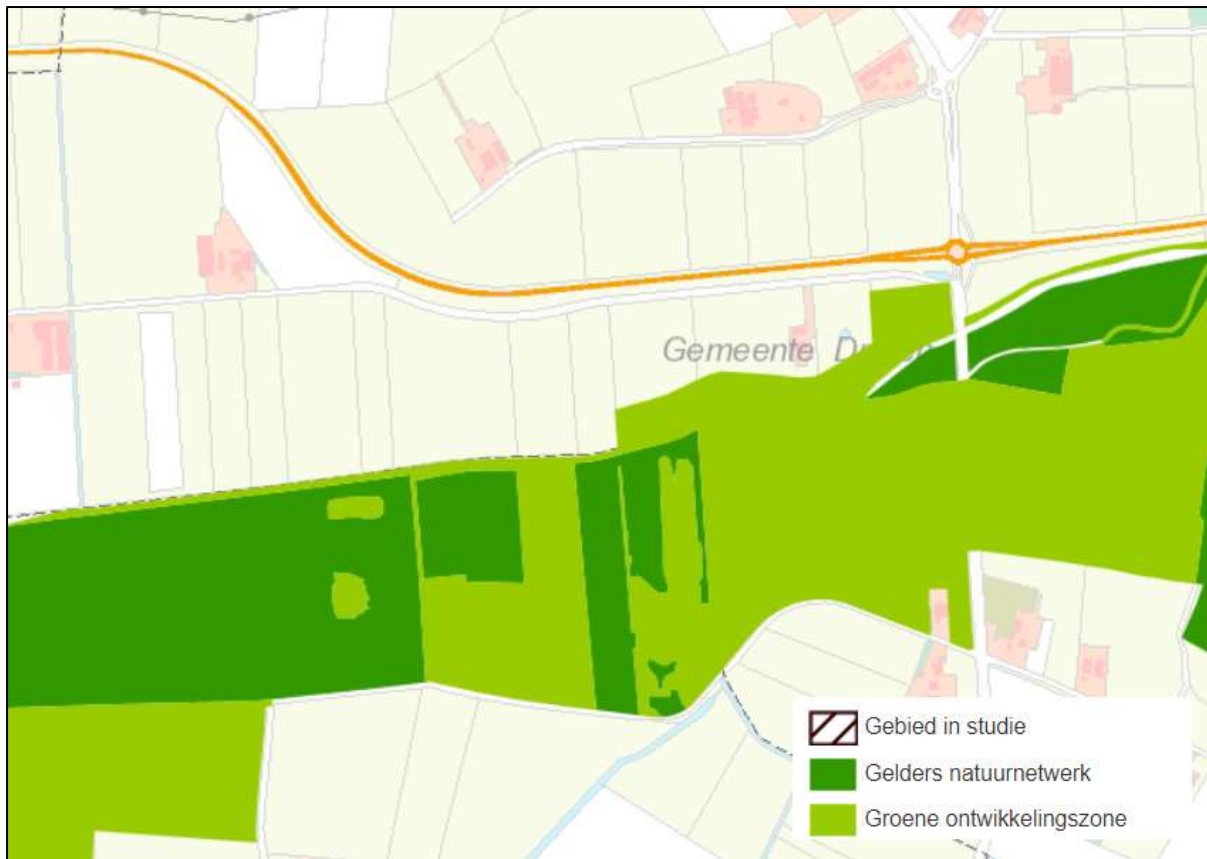 Gemeente
Gebied in studie
Gelders natuurnetwerk
Groene ontwikkelingszone